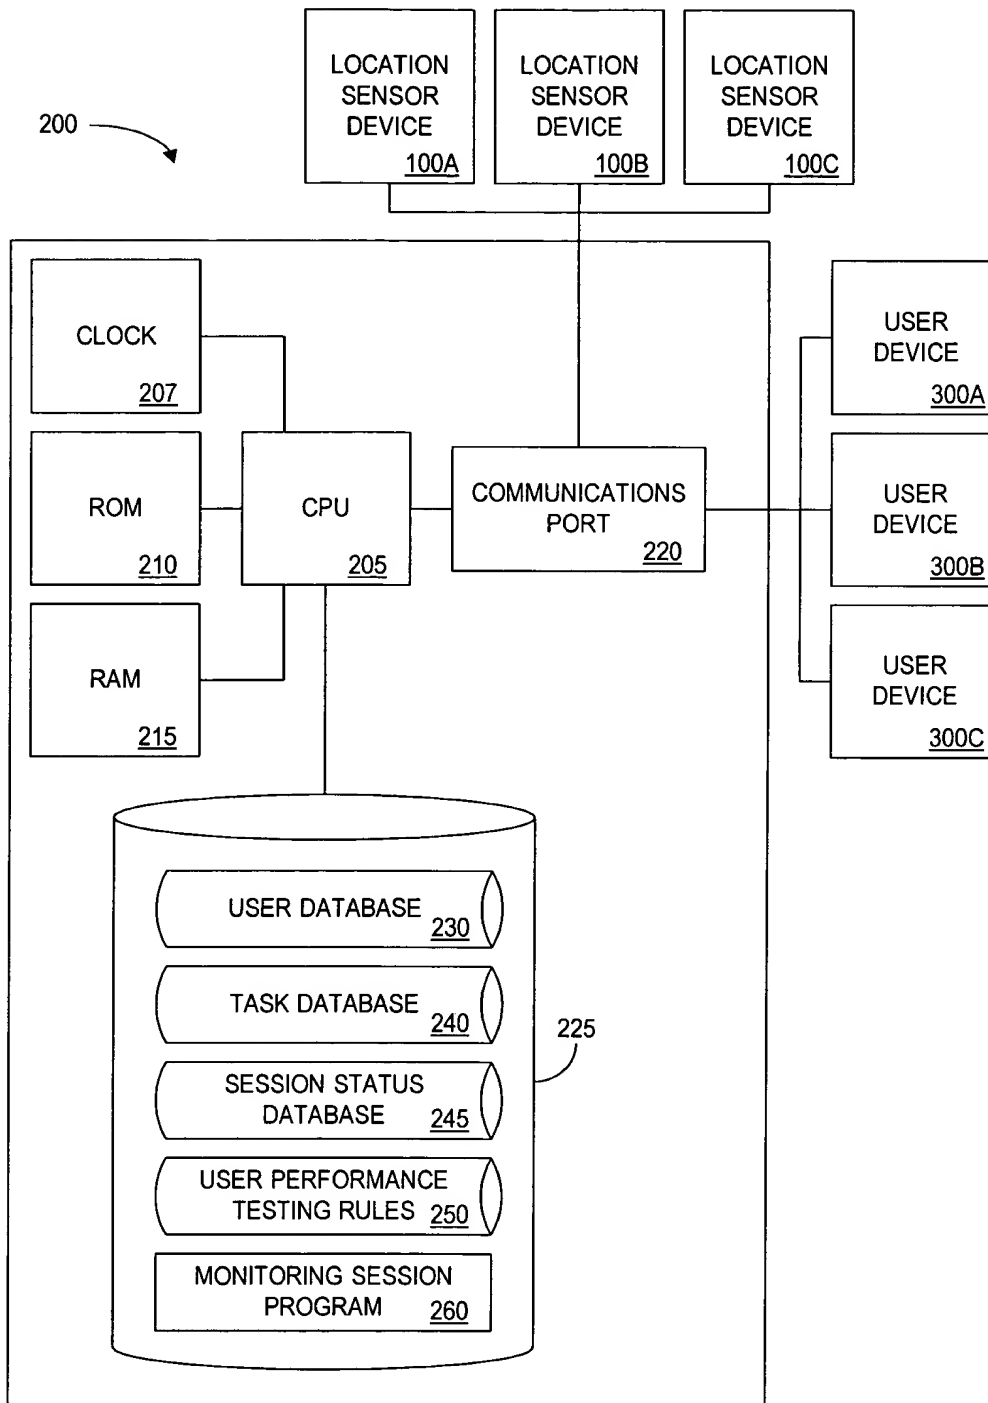 LOCATION
SENSOR
DEVICE
100A
LOCATION
SENSOR
DEVICE
100B
LOCATION
SENSOR
DEVICE
100C
200
CLOCK
207
USER
DEVICE
300A
ROM
210
CPU
205
COMMUNICATIONS
PORT
220
USER
DEVICE
300B
RAM
215
USER
DEVICE
300C
USER DATABASE
230
TASK DATABASE
240
225
SESSION STATUS
DATABASE 245
USER PERFORMANCE
TESTING RULES 250
MONITORING SESSION
PROGRAM 260